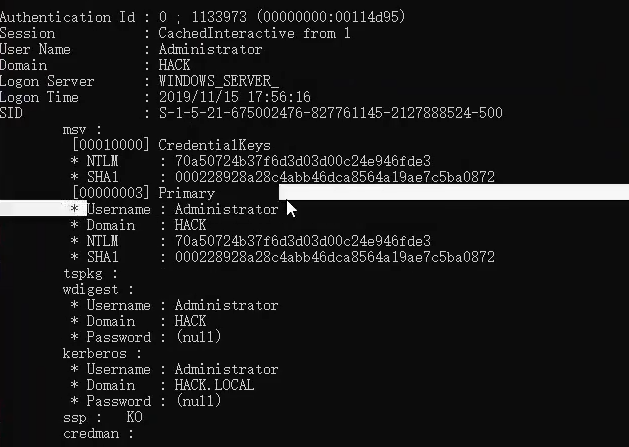 Authentication Id : 0 ; 1133973 (00000000:00114d95)
Session : CachedInteractive from 1
User Name : Administrator
Domain : HACK
Logon Server : WINDOWS_SERVER_
Logon Time : 2019/11/15 17:56:16
SID : S-1-5-21-675002476-827761145-2127888524-500
msv :
[00010000] CredentialKeys
* NTLM : 70a50724b37f6d3d03d00c24e946fde3
* SHA1 : 000228928a28c4abb46dca8564a19ae7c5ba0872
[00000003] Primary
* Username : Administrator
* Domain : HACK
* NTLM : 70a50724b37f6d3d03d00c24e946fde3
* SHA1 : 000228928a28c4abb46dca8564a19ae7c5ba0872
tspkg :
wdigest :
* Username : Administrator
* Domain : HACK
* Password : (null)
kerberos :
* Username : Administrator
* Domain : HACK.LOCAL
* Password : (null)
ssp : KO
credman :